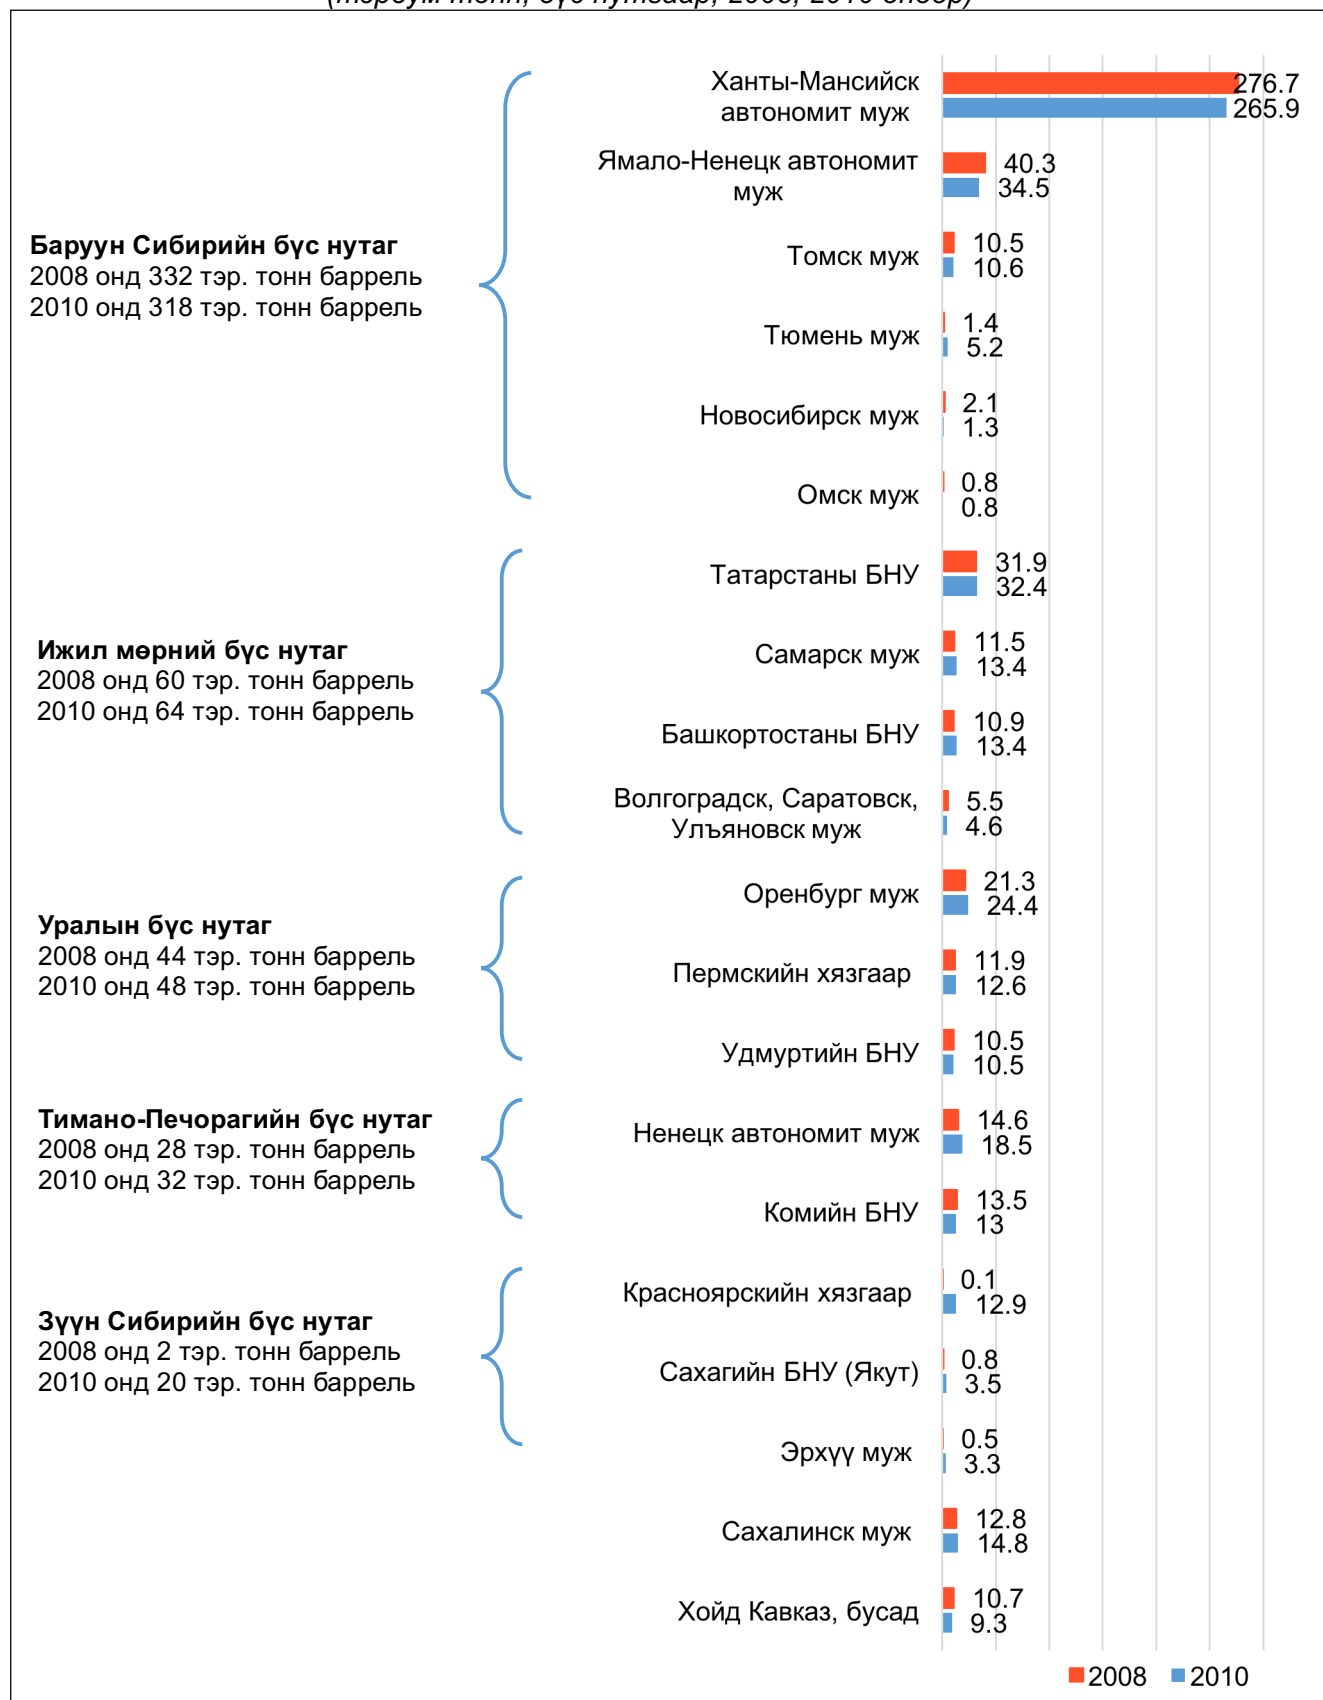 Ханты-Мансийск
автономит муж
276.7
265.9
Ямало-Ненецк автономит
муж
40.3
34.5
Баруун Сибирийн бүс нутаг
2008 онд 332 тэр. тонн баррель
2010 онд 318 тэр. тонн баррель
Томск муж
10.5
10.6
Тюмень муж
1.4
5.2
Новосибирск муж
2.1
1.3
Омск муж
0.8
0.8
Ижил мөрний бүс нутаг
2008 онд 60 тэр. тонн баррель
2010 онд 64 тэр. тонн баррель
Татарстаны БНУ
31.9
32.4
Самарск муж
11.5
13.4
Башкортостаны БНУ
10.9
13.4
Волгоградск, Саратовск,
Улъяновск муж
5.5
4.6
Уралын бүс нутаг
2008 онд 44 тэр. тонн баррель
2010 онд 48 тэр. тонн баррель
Оренбург муж
21.3
24.4
Пермскийн хязгаар
11.9
12.6
Удмуртийн БНУ
10.5
10.5
Тимано-Печорагийн бүс нутаг
2008 онд 28 тэр. тонн баррель
2010 онд 32 тэр. тонн баррель
Ненецк автономит муж
14.6
18.5
Комийн БНУ
13.5
13
Зүүн Сибирийн бүс нутаг
2008 онд 2 тэр. тонн баррель
2010 онд 20 тэр. тонн баррель
Красноярскийн хязгаар
0.1
12.9
Сахагийн БНУ (Якут)
0.8
3.5
Эрхүү муж
0.5
3.3
Сахалинск муж
12.8
14.8
Хойд Кавказ, бусад
10.7
9.3
2008 2010